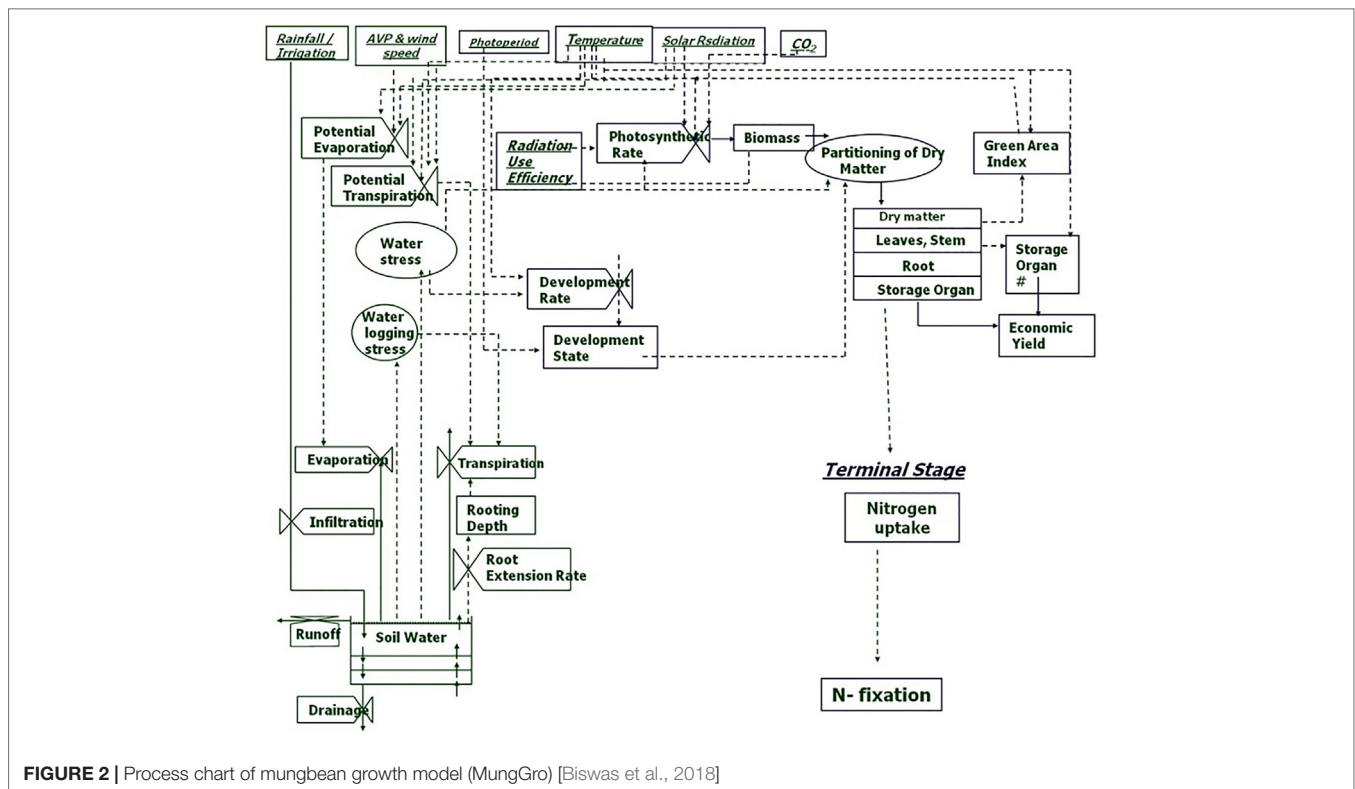 Rainfall /
Irrigation
AVP & wind
speed
Photoperiod
Temperature
Solar Rsdiation
CO2
Potential
Evaporation
Potential
Transpiration
Radiation
Use
Efficiency
Photosynthetic
Rate
Biomass
Partitioning of Dry
Matter
Green Area
Index
Dry matter
Leaves, Stem
Root
Storage Organ
Storage
Organ
#
Economic
Yield
Water
stress
Development
Rate
Water
logging
stress
Development
State
Evaporation
Transpiration
Infiltration
Rooting
Depth
Root
Extension Rate
Runoff
Soil Water
Drainage
Terminal Stage
Nitrogen
uptake
N- fixation
FIGURE 2 | Process chart of mungbean growth model (MungGro) [Biswas et al., 2018]